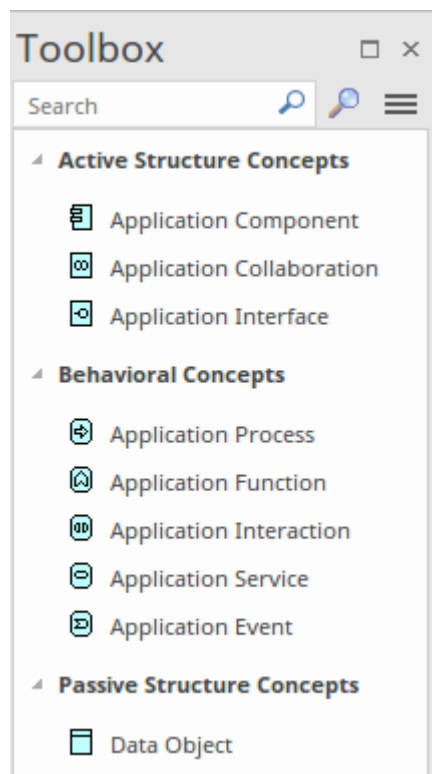 Toolbox
Search
Active Structure Concepts
Application Component
Application Collaboration
Application Interface
Behavioral Concepts
Application Process
Application Function
Application Interaction
Application Service
Application Event
Passive Structure Concepts
Data Object